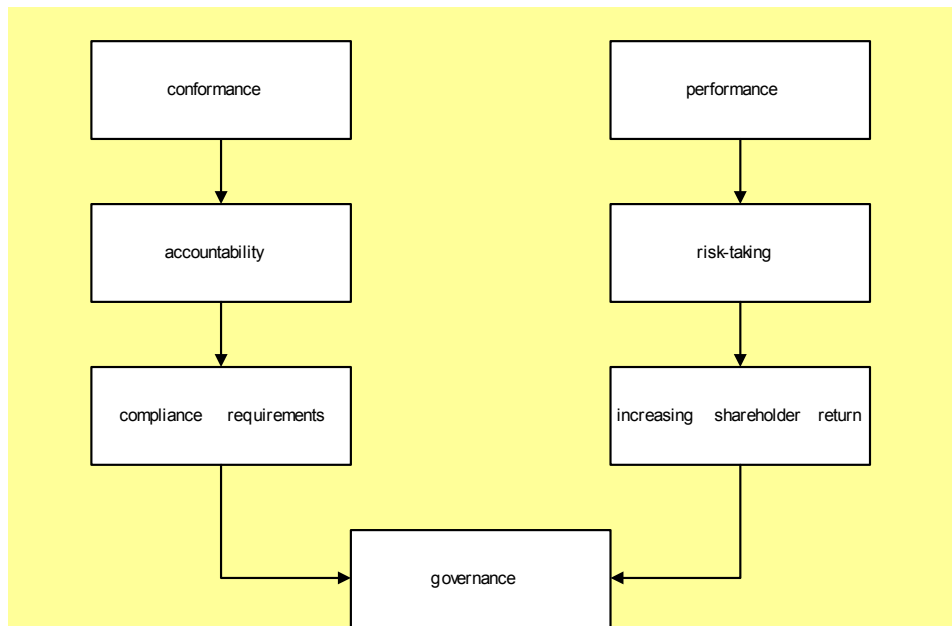 conformance
performance
accountability
risk-taking
compliance requirements
increasing shareholder return
governance